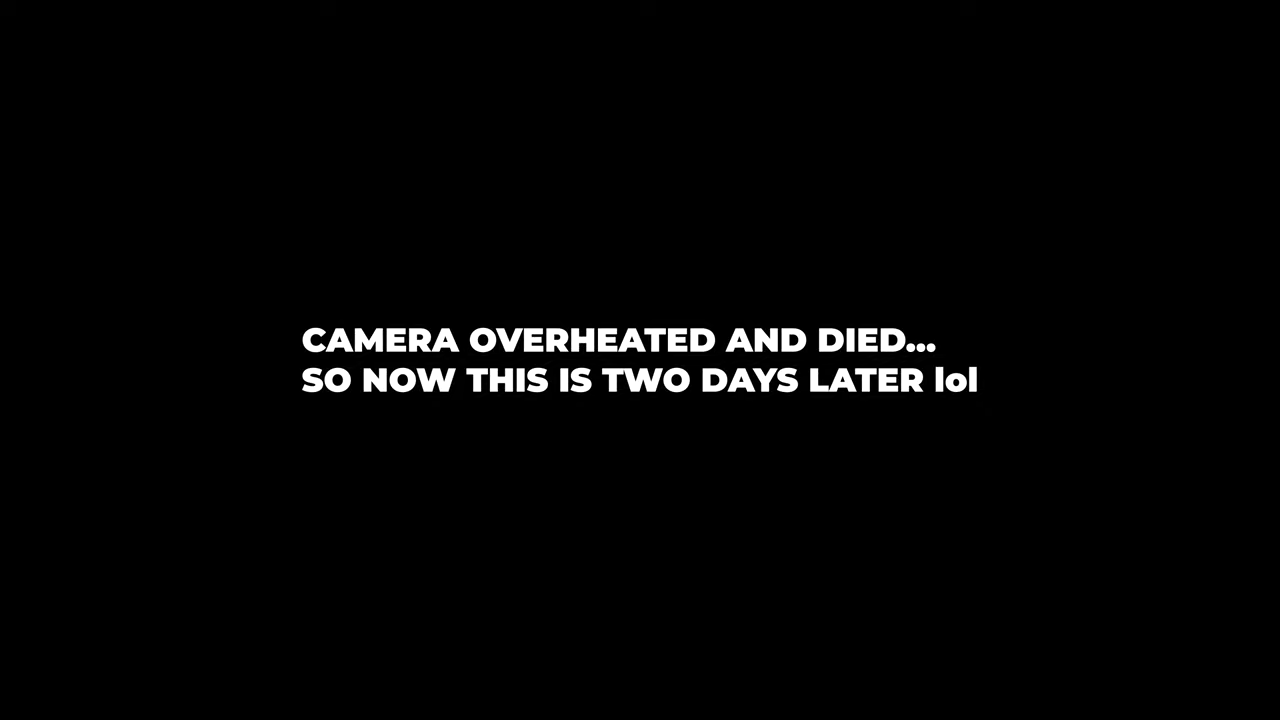 CAMERA OVERHEATED AND DIED...
SO NOW THIS IS TWO DAYS LATER lol